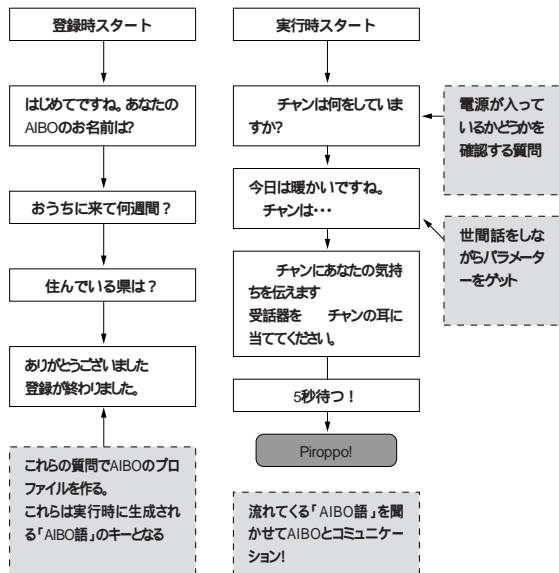 登録時スタート
はじめてですね。あなたの
AIBOのお名前は?
おうちに来て何週間？
住んでいる県は？
ありがとうございました
登録が終わりました。
これらの質問でAIBOのプロ
ファイルを作る。
これらは実行時に生成され
る「AIBO語」のキーとなる
実行時スタート
チャンは何をしていま
すか?
電源が入って
いるかどうかを
確認する質問
今日は暖かいですね。
チャンは・・・
世間話をしな
がらパラメータ
ーをゲット
チャンにあなたの気持
ちを伝えます
受話器を　　チャンの耳に
当ててください。
5秒待つ！
Piroppo!
流れてくる「AIBO語」を聞
かせてAIBOとコミュニケー
ション!